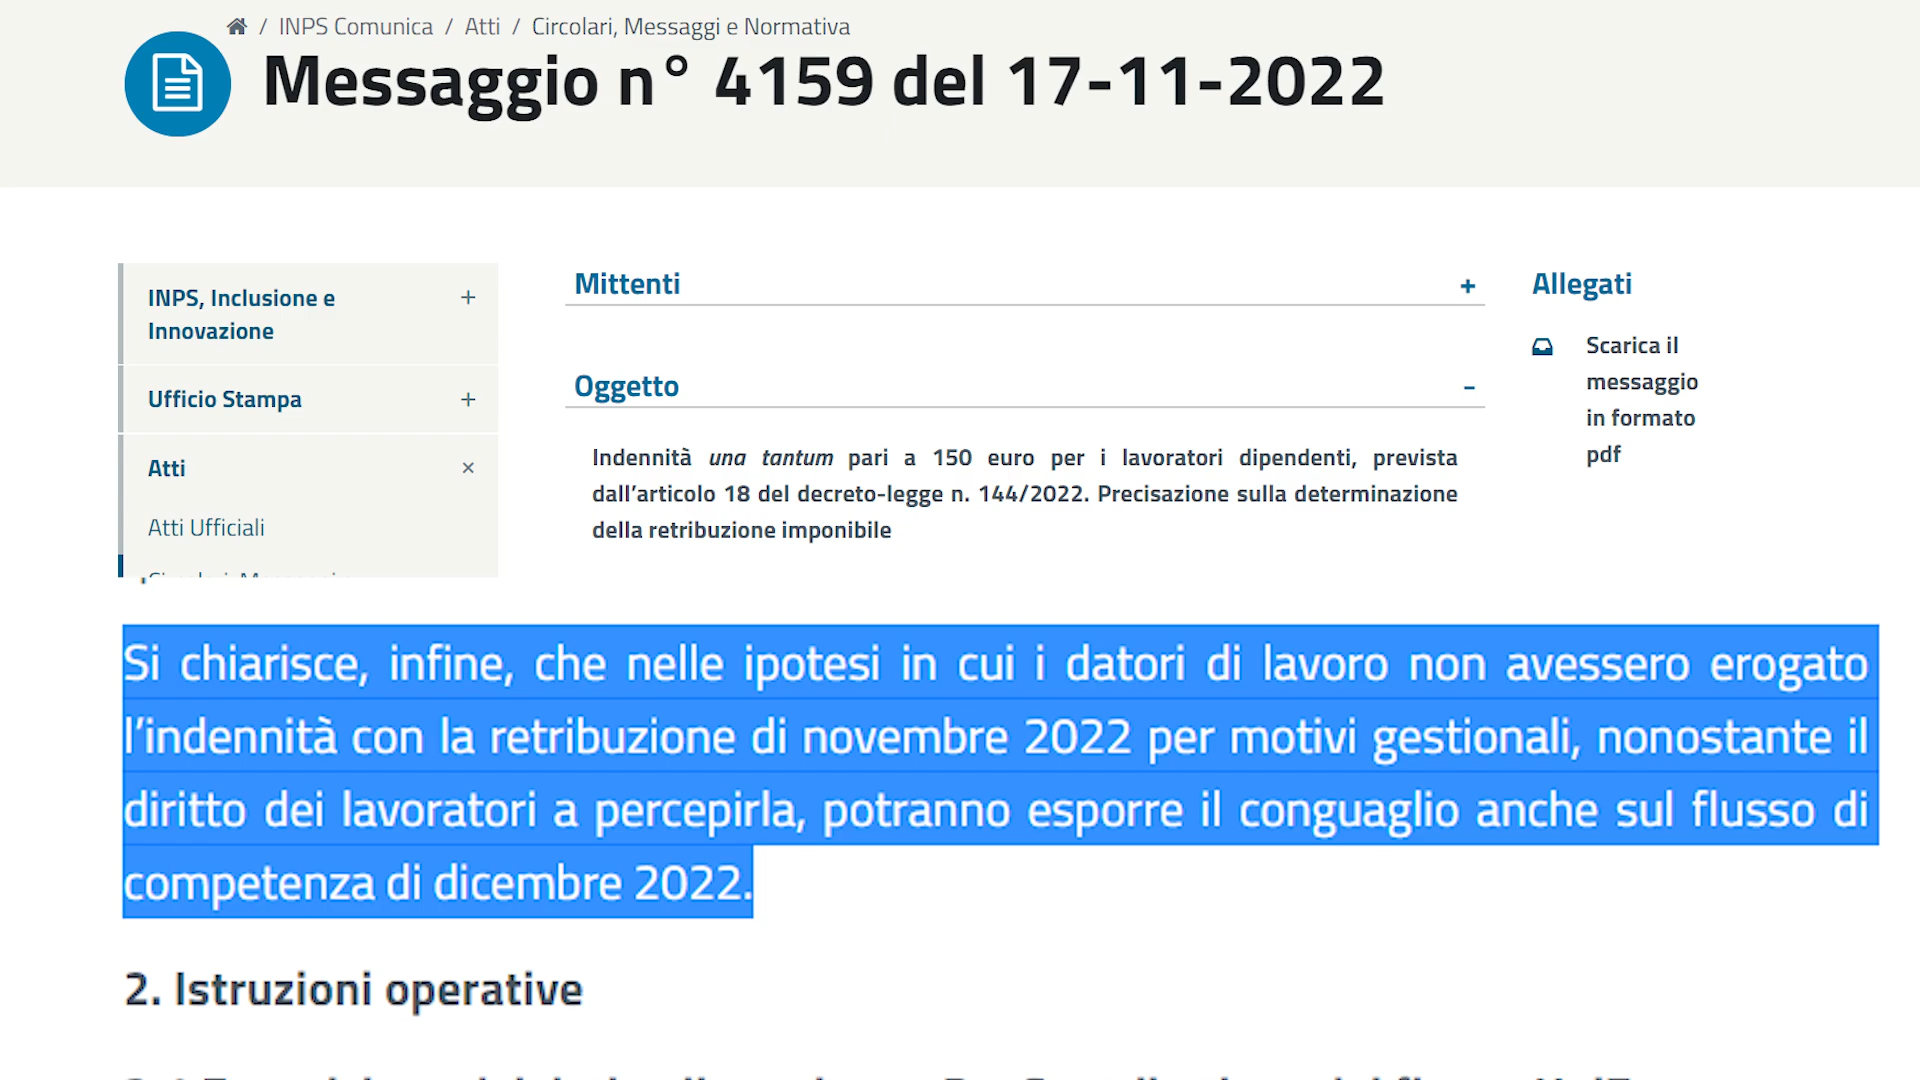 / INPS Comunica / Atti / Circolari, Messaggi e Normativa
Messaggio n° 4159 del 17-11-2022
INPS, Inclusione e +
Innovazione
Ufficio Stampa +
Atti ×
Atti Ufficiali
Mittenti +
Oggetto -
Indennità una tantum pari a 150 euro per i lavoratori dipendenti, prevista
dall’articolo 18 del decreto-legge n. 144/2022. Precisazione sulla determinazione
della retribuzione imponibile
Allegati
Scarica il
messaggio
in formato
pdf
Si chiarisce, infine, che nelle ipotesi in cui i datori di lavoro non avessero erogato
l’indennità con la retribuzione di novembre 2022 per motivi gestionali, nonostante il
diritto dei lavoratori a percepirla, potranno esporre il conguaglio anche sul flusso di
competenza di dicembre 2022.
2. Istruzioni operative